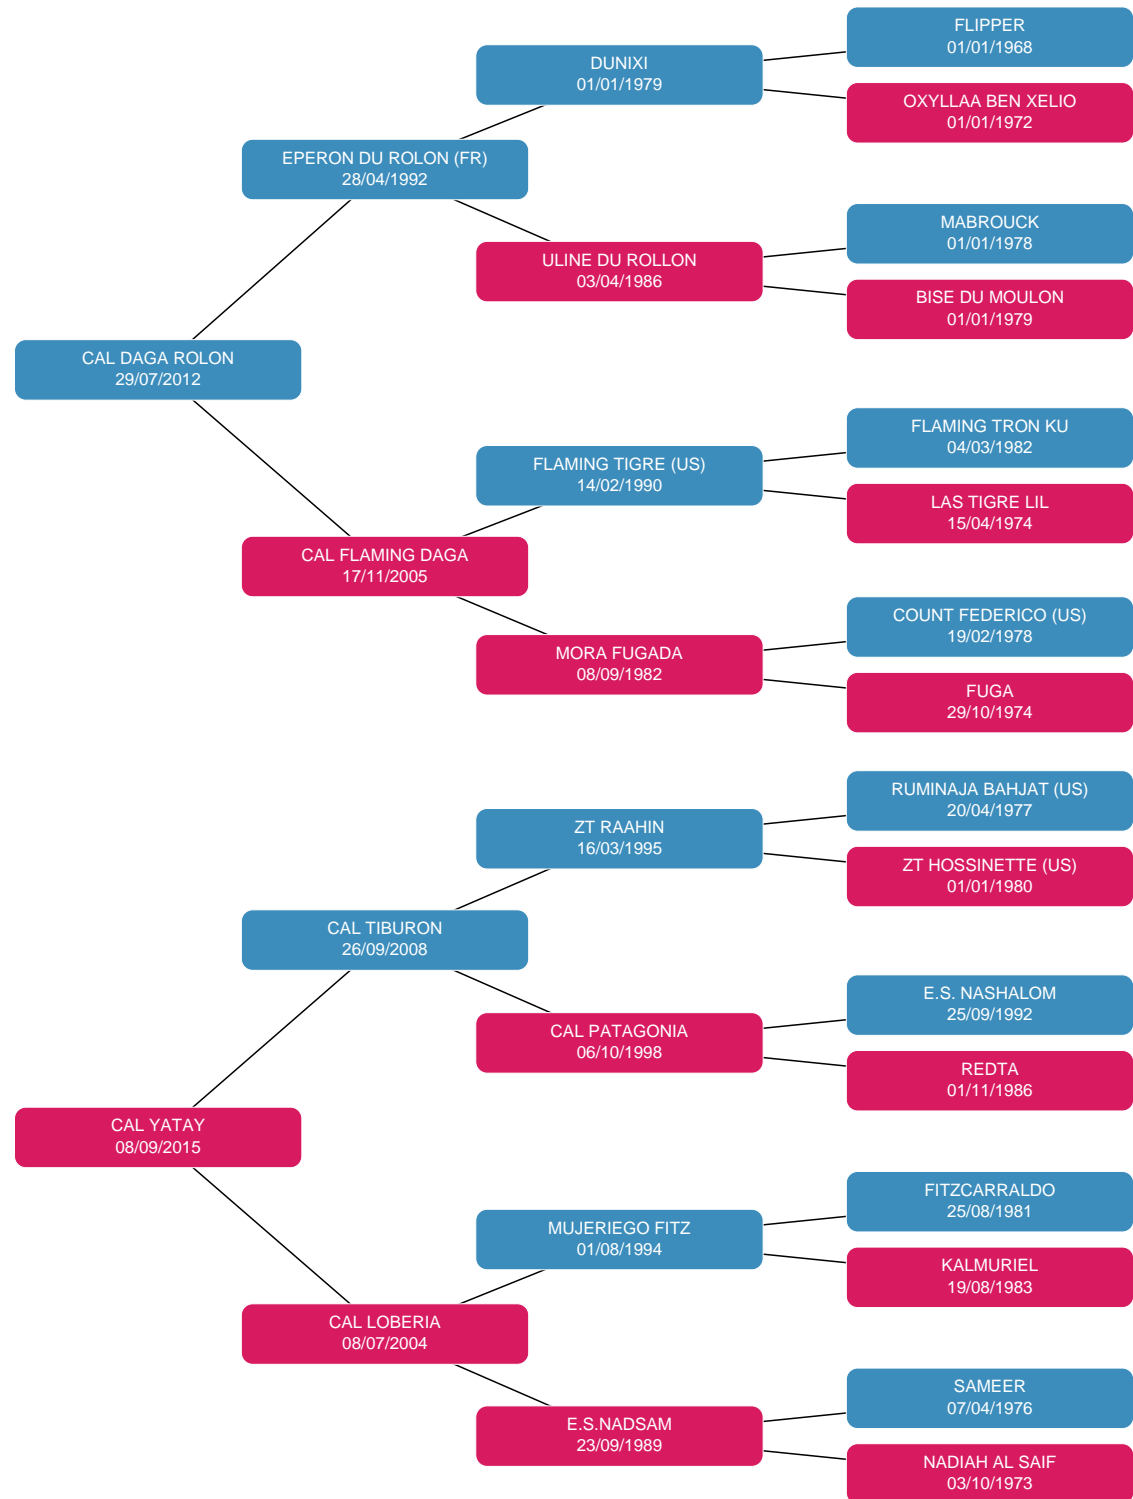 FLIPPER
01/01/1968
DUNIXI
01/01/1979
OXYLLAA BEN XELIO
01/01/1972
EPERON DU ROLON (FR)
28/04/1992
MABROUCK
01/01/1978
ULINE DU ROLLON
03/04/1986
BISE DU MOULON
01/01/1979
CAL DAGA ROLON
29/07/2012
FLAMING TRON KU
04/03/1982
FLAMING TIGRE (US)
14/02/1990
LAS TIGRE LIL
15/04/1974
CAL FLAMING DAGA
17/11/2005
COUNT FEDERICO (US)
19/02/1978
MORA FUGADA
08/09/1982
FUGA
29/10/1974
RUMINAJA BAHJAT (US)
20/04/1977
ZT RAAHIN
16/03/1995
ZT HOSSINETTE (US)
01/01/1980
CAL TIBURON
26/09/2008
E.S. NASHALOM
25/09/1992
CAL PATAGONIA
06/10/1998
REDTA
01/11/1986
CAL YATAY
08/09/2015
FITZCARRALDO
25/08/1981
MUJERIEGO FITZ
01/08/1994
KALMURIEL
19/08/1983
CAL LOBERIA
08/07/2004
SAMEER
07/04/1976
E.S.NADSAM
23/09/1989
NADIAH AL SAIF
03/10/1973